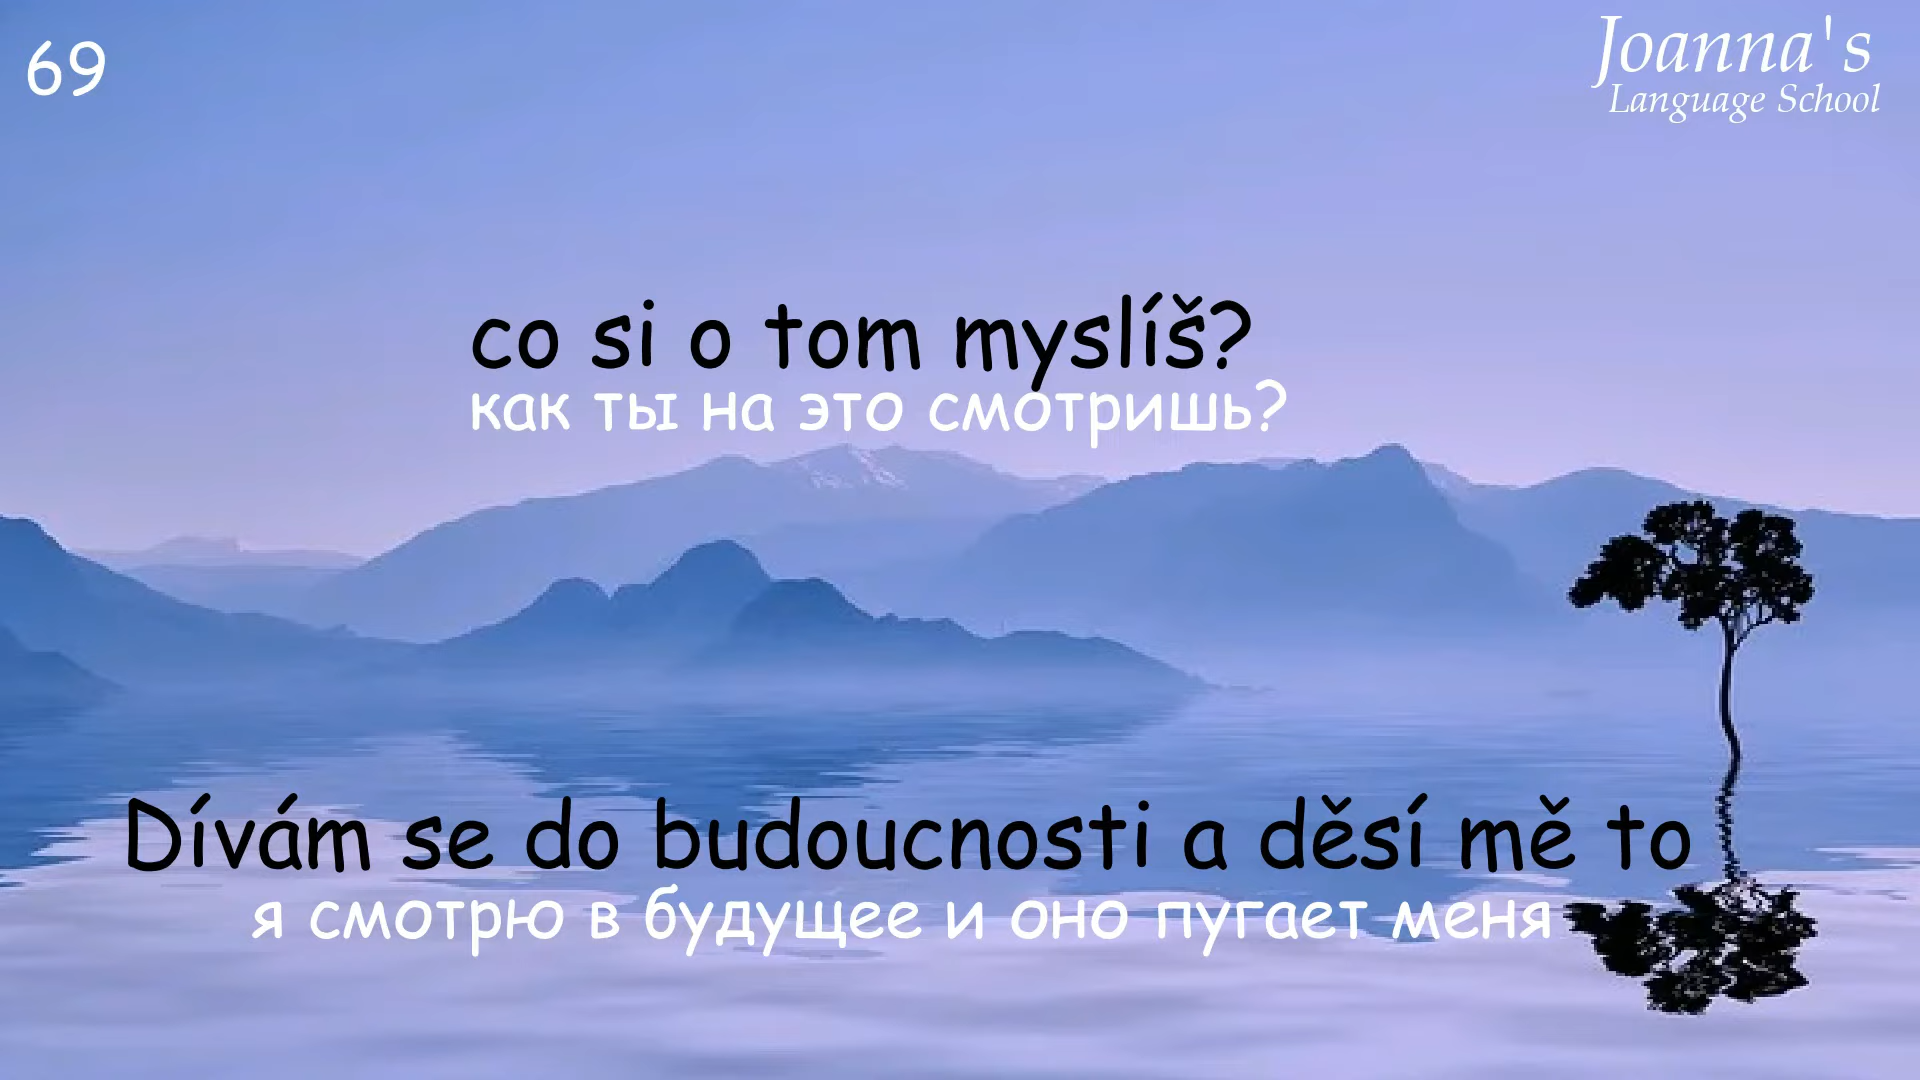 69
Joanna's
Language School
co si o tom myslíš?
как ты на это смотришь?
Dívám se do budoucnosti a děsí mě to
я смотрю в будущее и оно пугает меня